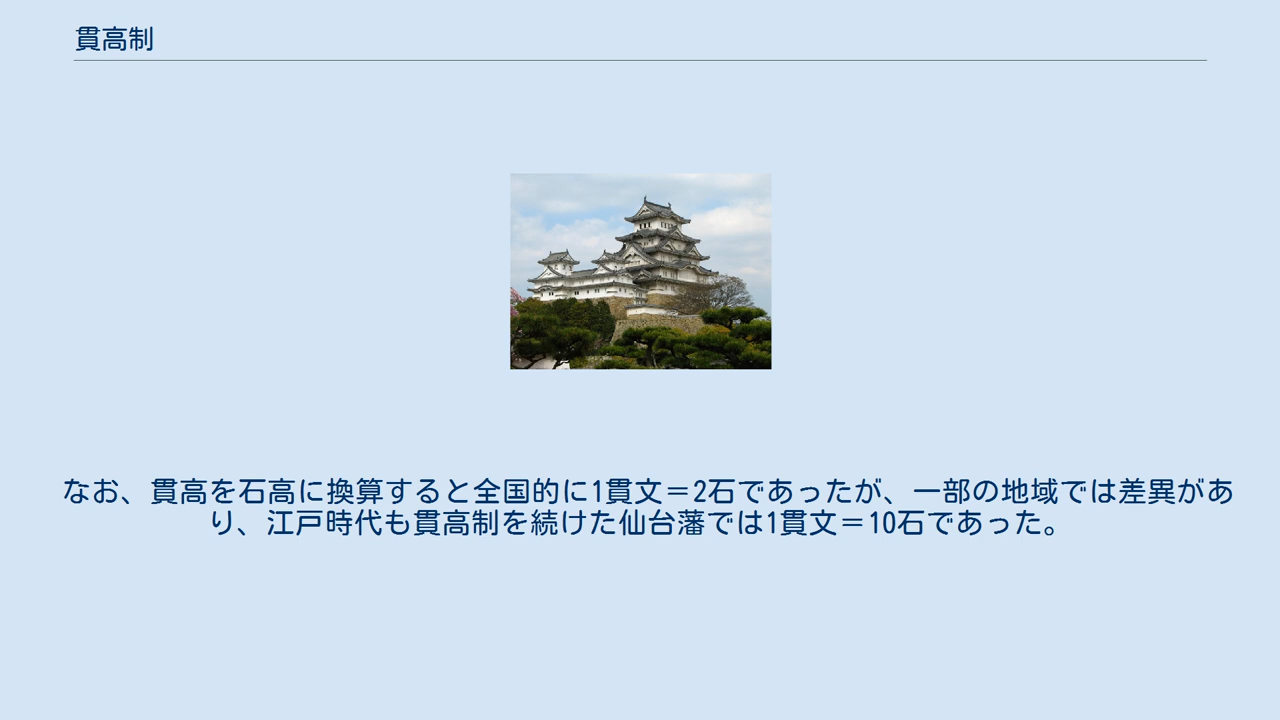 貫高制
なお、貫高を石高に換算すると全国的に1貫文＝2石であったが、一部の地域では差異があ
り、江戸時代も貫高制を続けた仙台藩では1貫文＝10石であった。